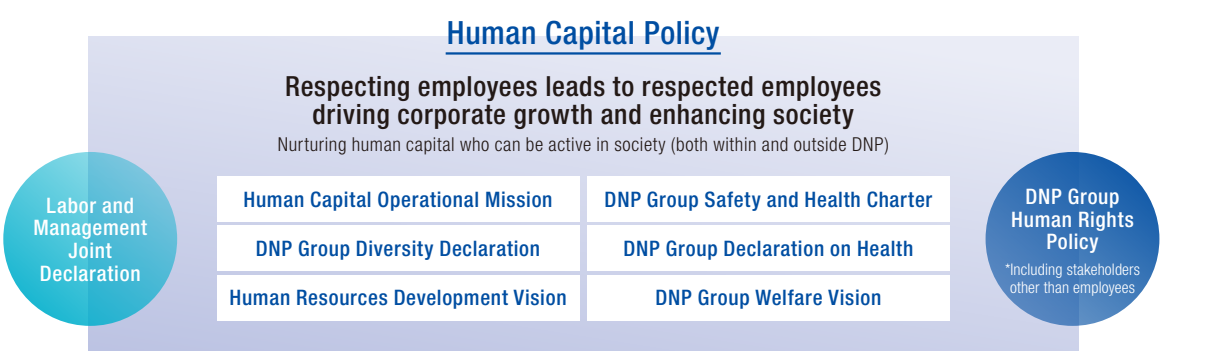 Human Capital Policy
Respecting employees leads to respected employees
driving corporate growth and enhancing society
Nurturing human capital who can be active in society (both within and outside DNP)
Labor and
Management
Joint
Declaration
Human Capital Operational Mission
DNP Group Safety and Health Charter
DNP Group Diversity Declaration
DNP Group Declaration on Health
Human Resources Development Vision
DNP Group Welfare Vision
DNP Group
Human Rights
Policy
*Including stakeholders
other than employees